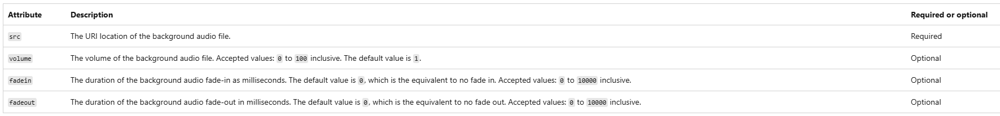 Attribute Description Required or optional
src The URI location of the background audio file. Required
volume The volume of the background audio file. Accepted values: 0 to 100 inclusive. The default value is 1. Optional
fadein The duration of the background audio fade-in as milliseconds. The default value is 0, which is the equivalent to no fade in. Accepted values: 0 to 10000 inclusive. Optional
fadeout The duration of the background audio fade-out in milliseconds. The default value is 0, which is the equivalent to no fade out. Accepted values: 0 to 10000 inclusive. Optional